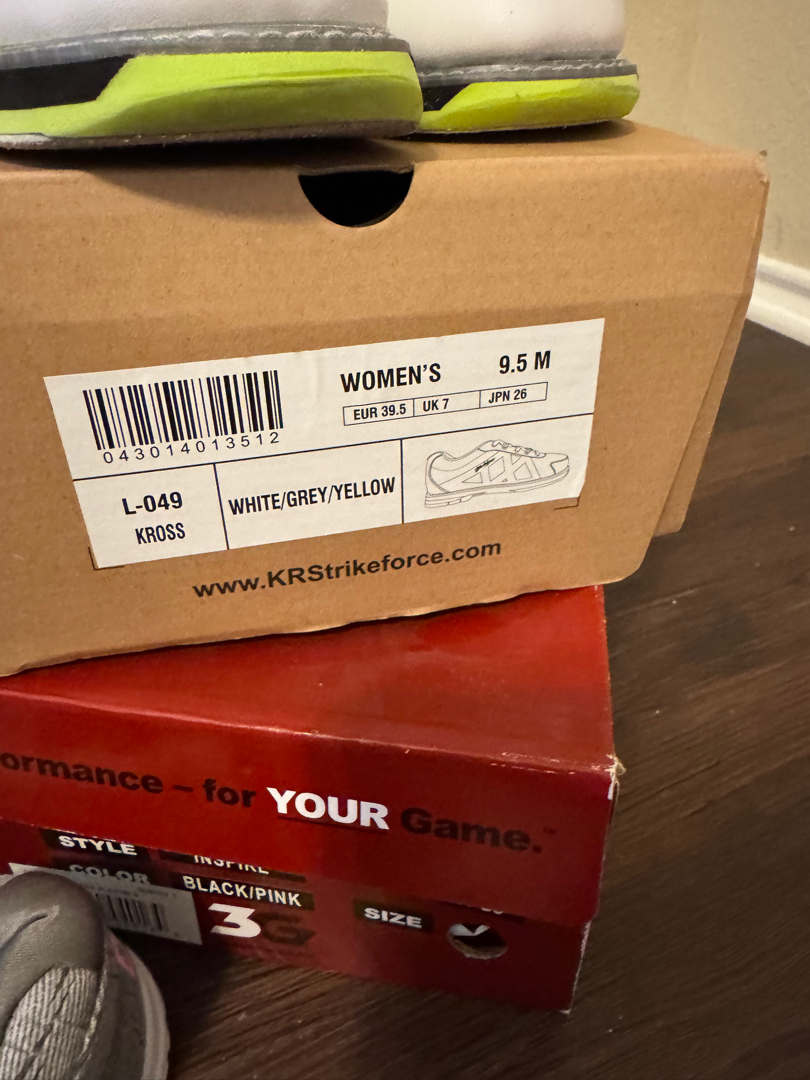 WOMEN'S 9.5 M
EUR 39.5 UK 7 JPN 26
043014013512
L-049
KROSS
WHITE/GREY/YELLOW
www.KRStrikeforce.com
for YOUR Game.™
STYLE INSPIRE
COLOR BLACK/PINK
3G
SIZE